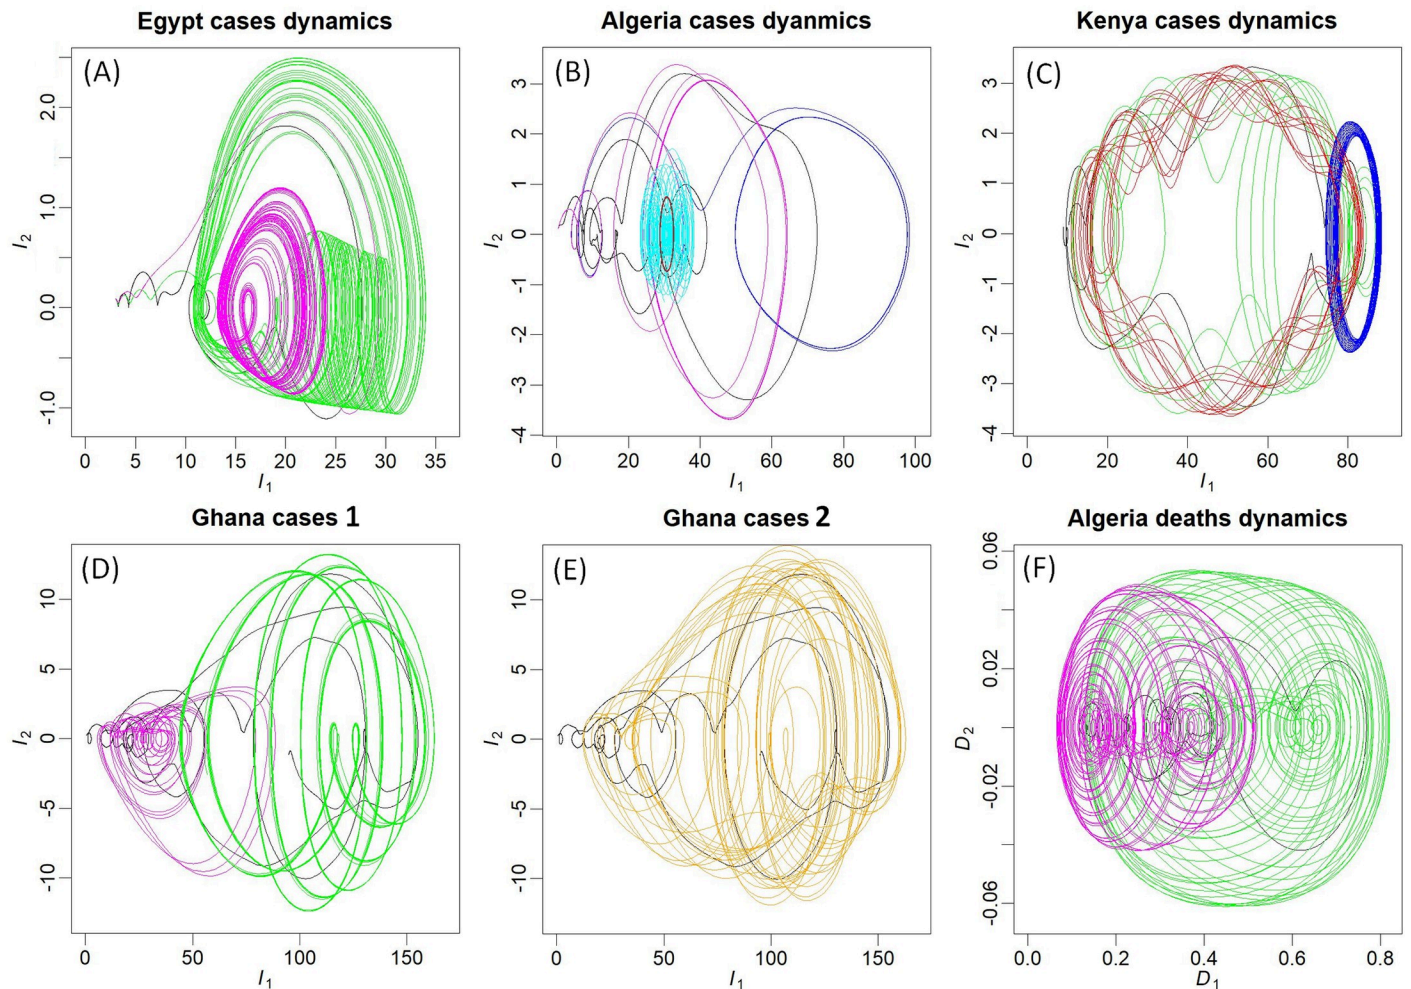 Egypt cases dynamics
(A)
I2
2.0
1.0
0.0
-1.0
0 5 10 15 20 25 30 35
I1
Algeria cases dyanmics
(B)
I2
3
2
1
0
-1
-2
-3
-4
0 20 40 60 80 100
I1
Kenya cases dynamics
(C)
I2
3
2
1
0
-1
-3
-4
0 20 40 60 80
I1
Ghana cases 1
(D)
I2
10
5
0
-5
-10
0 50 100 150
I1
Ghana cases 2
(E)
I2
10
5
0
-5
-10
0 50 100 150
I1
Algeria deaths dynamics
(F)
D2
0.06
0.02
-0.02
-0.06
0.0 0.2 0.4 0.6 0.8
D1